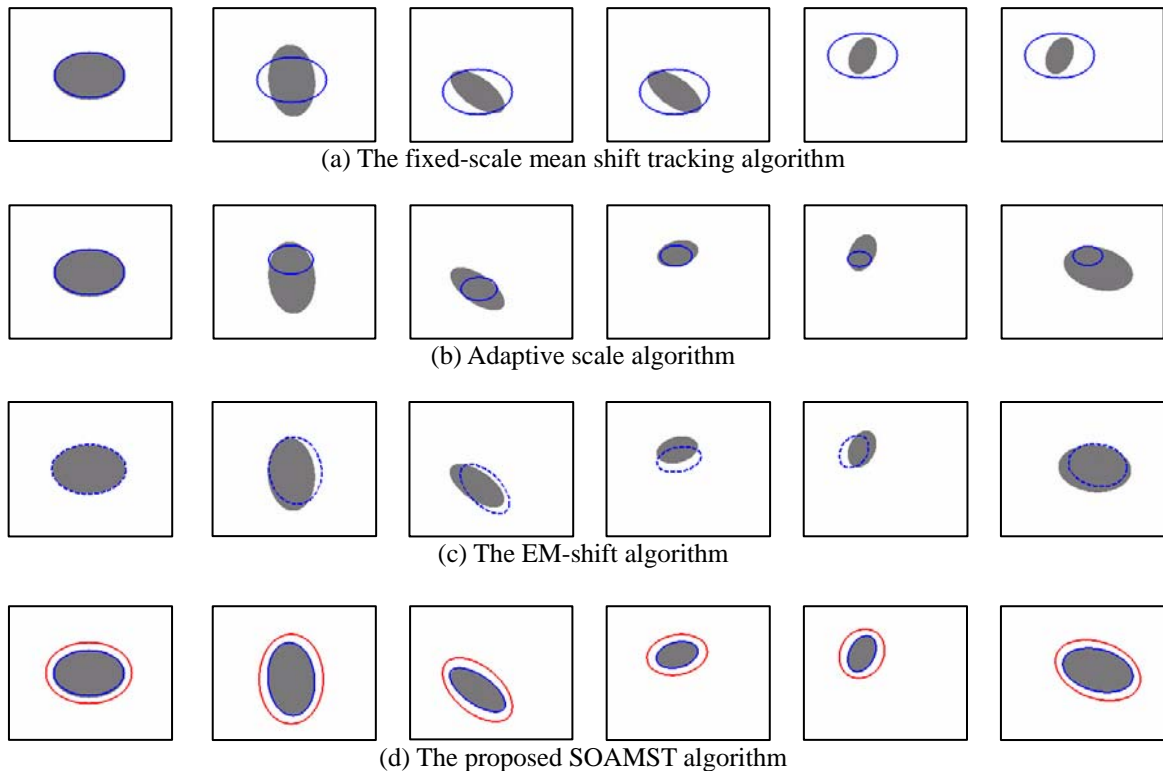 (a) The fixed-scale mean shift tracking algorithm
(b) Adaptive scale algorithm
(c) The EM-shift algorithm
(d) The proposed SOAMST algorithm